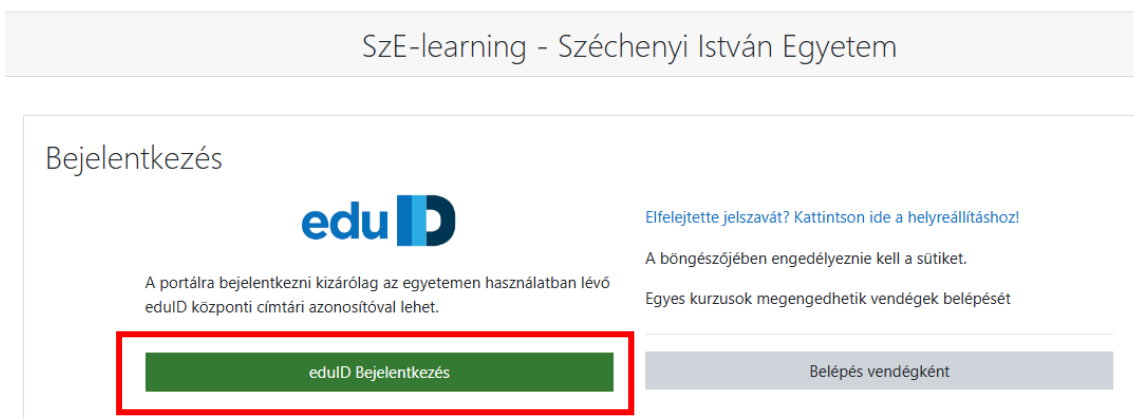 SzE-learning - Széchenyi István Egyetem
Bejelentkezés
eduID
A portálra bejelentkezni kizárólag az egyetemen használatban lévő
eduID központi címtári azonosítóval lehet.
eduID Bejelentkezés
Elfelejtette jelszavát? Kattintson ide a helyreállításhoz!
A böngészőjében engedélyeznie kell a sütiket.
Egyes kurzusok megengedhetik vendégek belépését
Belépés vendégként